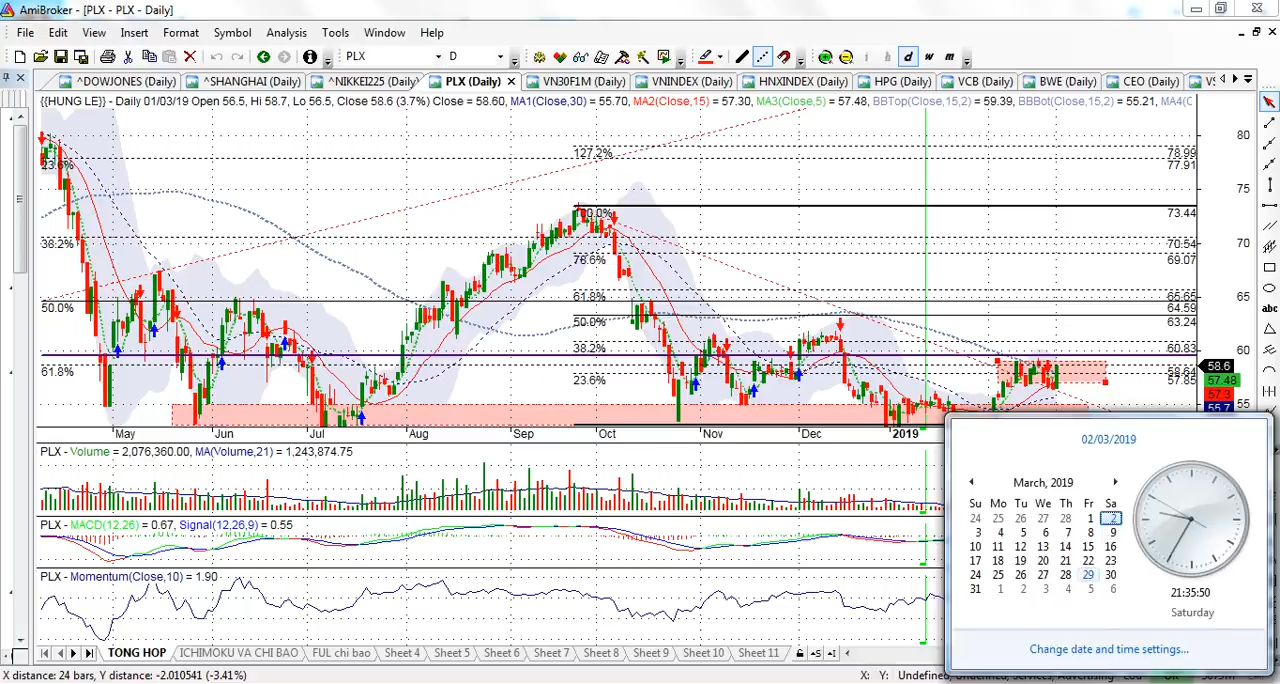 AmiBroker - [PLX - PLX - Daily]
File Edit View Insert Format Symbol Analysis Tools Window Help
PLX D d w m
^DOWJONES (Daily) ^SHANGHAI (Daily) ^NIKKEI225 (Daily) PLX (Daily) VN30F1M (Daily) VNINDEX (Daily) HNXINDEX (Daily) HPG (Daily) VCB (Daily) BWE (Daily) CEO (Daily)
{{HUNG LE}} - Daily 01/03/19 Open 56.5, Hi 58.7, Lo 56.5, Close 58.6 (3.7%) Close = 58.60, MA1(Close,30) = 55.70, MA2(Close,15) = 57.30, MA3(Close,5) = 57.48, BBTop(Close,15,2) = 59.39, BBBot(Close,15,2) = 55.21, MA4(C
80
127.2% 78.99
23.6% 77.91
75
100.0% 73.44
38.2% 70.54
70
78.6% 69.07
61.8% 65.65
65
50.0% 64.59
50.0% 63.24
38.2% 60.83
60
61.8% 58.64
58.6
23.6% 57.85
57.48
57.3
55
55.7
May Jun Jul Aug Sep Oct Nov Dec 2019
PLX - Volume = 2,076,360.00, MA(Volume,21) = 1,243,874.75
PLX - MACD(12,26) = 0.67, Signal(12,26,9) = 0.55
PLX - Momentum(Close,10) = 1.90
abc
02/03/2019
March, 2019
Su Mo Tu We Th Fr Sa
24 25 26 27 28 1 2
3 4 5 6 7 8 9
10 11 12 13 14 15 16
17 18 19 20 21 22 23
24 25 26 27 28 29 30
31 1 2 3 4 5 6
21:35:50
Saturday
Change date and time settings...
TONG HOP ICHIMOKU VA CHI BAO FUL chi bao Sheet 4 Sheet 5 Sheet 6 Sheet 7 Sheet 8 Sheet 9 Sheet 10 Sheet 11
X distance: 24 bars, Y distance: -2.010541 (-3.41%) X: Y: Undefined,